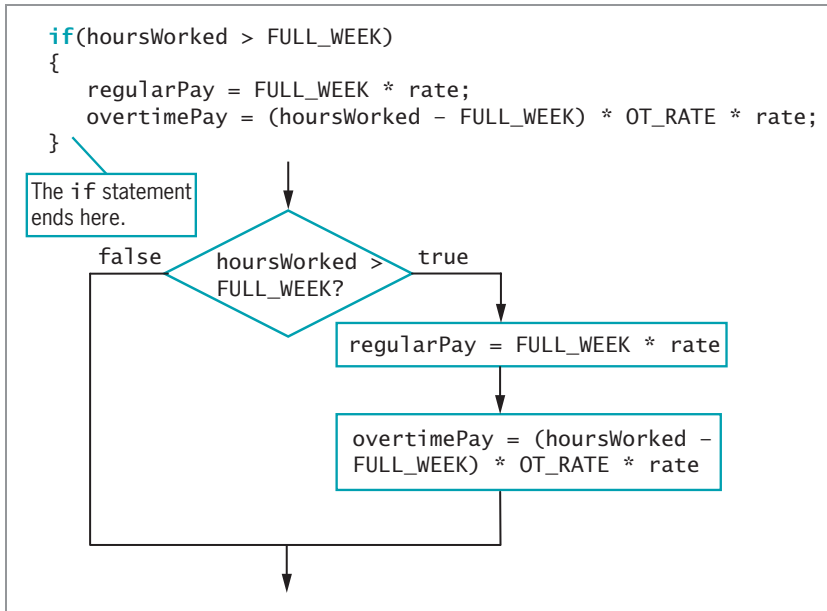 if(hoursWorked > FULL_WEEK)
{
   regularPay = FULL_WEEK * rate;
   overtimePay = (hoursWorked – FULL_WEEK) * OT_RATE * rate;
}
The if statement
ends here.
false
hoursWorked >
FULL_WEEK?
true
regularPay = FULL_WEEK * rate
overtimePay = (hoursWorked –
FULL_WEEK) * OT_RATE * rate